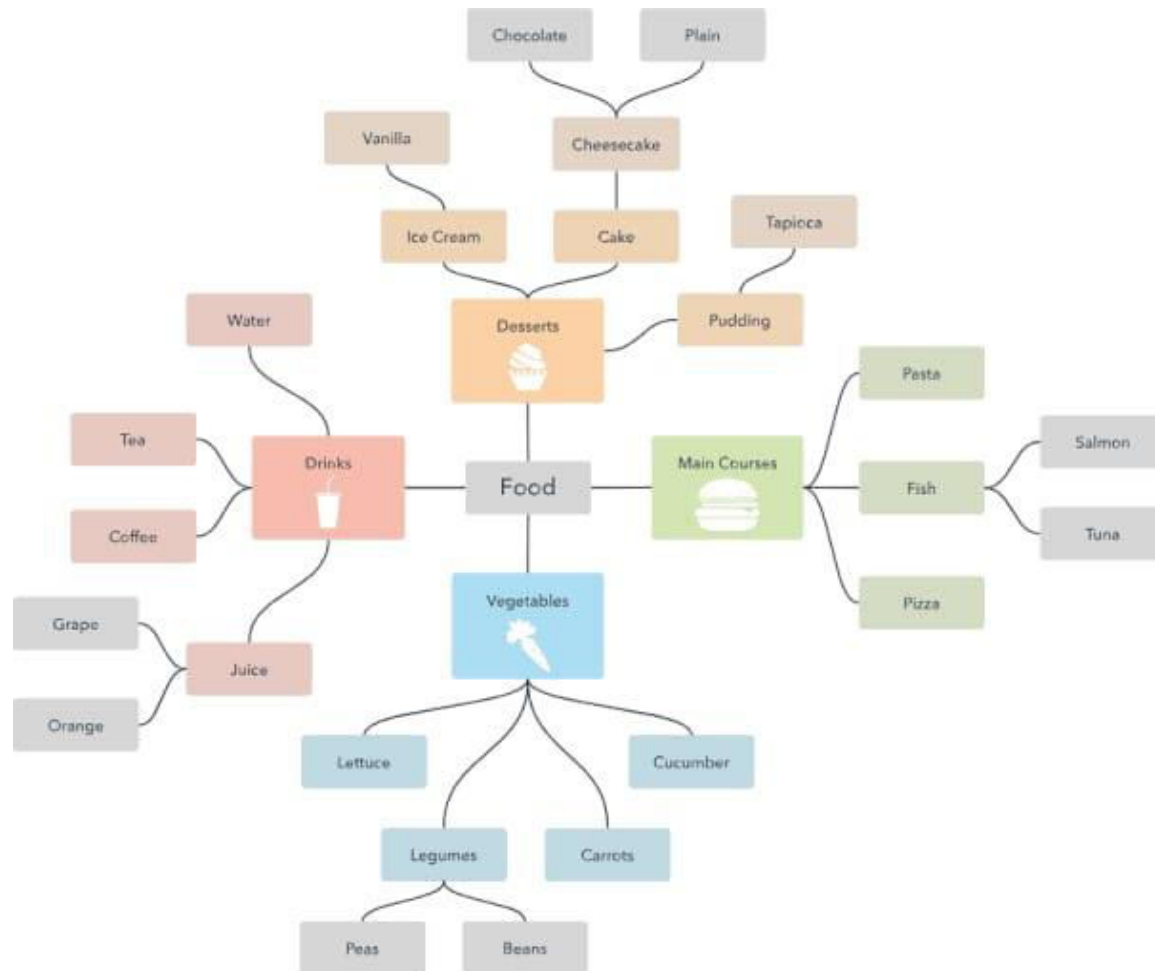 Chocolate
Plain
Vanilla
Cheesecake
Ice Cream
Cake
Tapioca
Water
Desserts
Pudding
Pasta
Tea
Drinks
Food
Main Courses
Fish
Salmon
Coffee
Tuna
Vegetables
Pizza
Grape
Juice
Orange
Lettuce
Cucumber
Legumes
Carrots
Peas
Beans